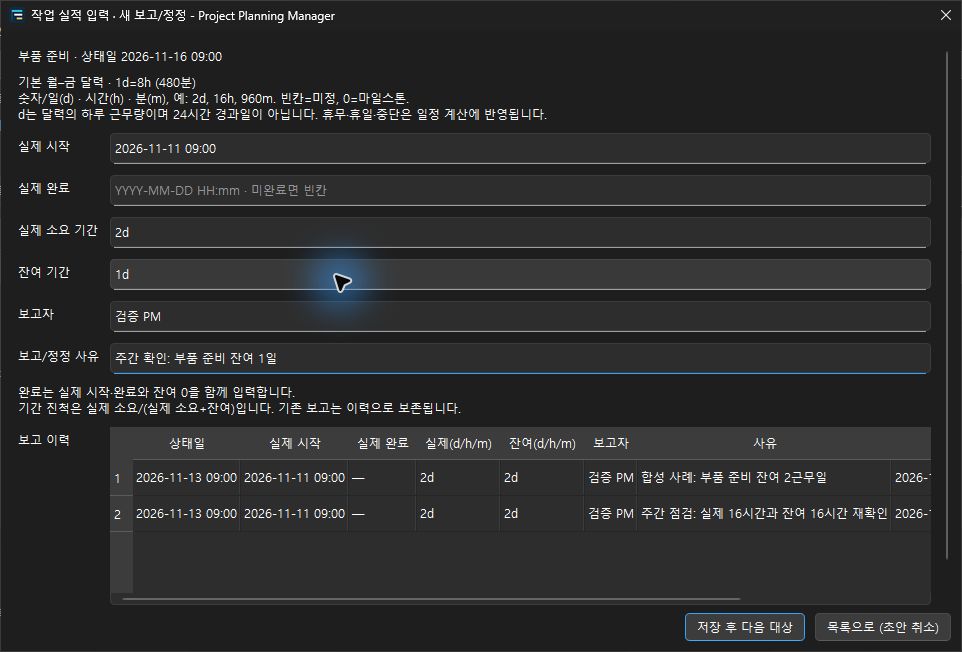 작업 실적 입력 · 새 보고/정정 - Project Planning Manager
부품 준비 · 상태일 2026-11-16 09:00
기본 월–금 달력 · 1d=8h (480분)
숫자/일(d) · 시간(h) · 분(m), 예: 2d, 16h, 960m. 빈칸=미정, 0=마일스톤.
d는 달력의 하루 근무량이며 24시간 경과일이 아닙니다. 휴무·휴일·중단은 일정 계산에 반영됩니다.
실제 시작 2026-11-11 09:00
실제 완료 YYYY-MM-DD HH:mm · 미완료면 빈칸
실제 소요 기간 2d
잔여 기간 1d
보고자 검증 PM
보고/정정 사유 주간 확인: 부품 준비 잔여 1일
완료는 실제 시작·완료와 잔여 0을 함께 입력합니다.
기간 진척은 실제 소요/(실제 소요+잔여)입니다. 기존 보고는 이력으로 보존됩니다.
보고 이력 상태일 실제 시작 실제 완료 실제(d/h/m) 잔여(d/h/m) 보고자 사유
1 2026-11-13 09:00 2026-11-11 09:00 — 2d 2d 검증 PM 합성 사례: 부품 준비 잔여 2근무일 2026-
2 2026-11-13 09:00 2026-11-11 09:00 — 2d 2d 검증 PM 주간 점검: 실제 16시간과 잔여 16시간 재확인 2026-
저장 후 다음 대상 목록으로 (초안 취소)